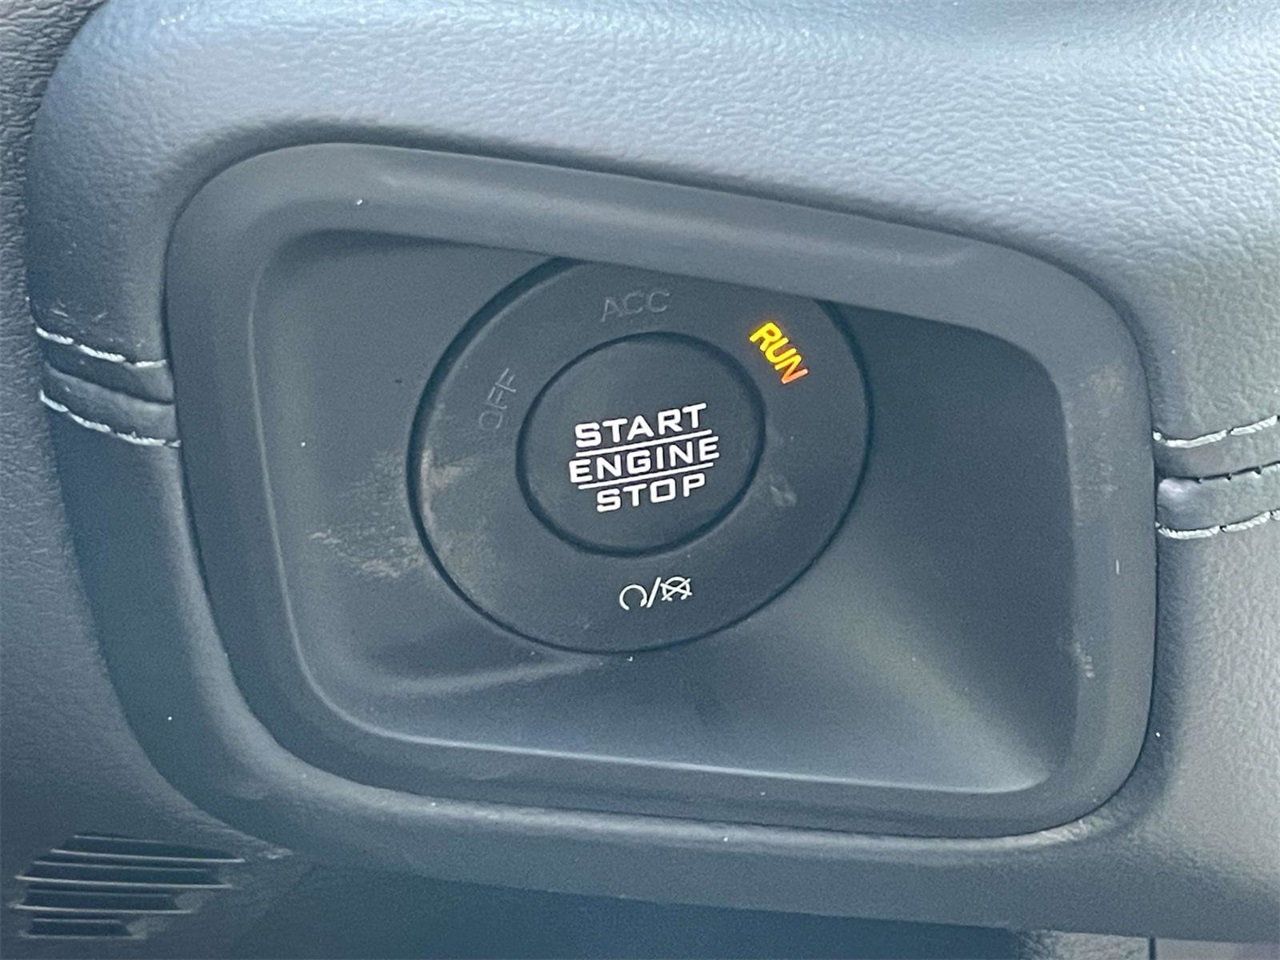 ACC
RUN
OFF
START
ENGINE
STOP